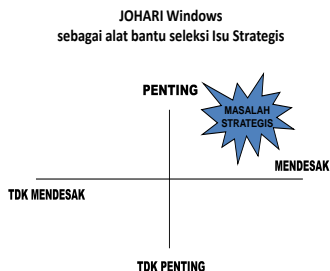 JOHARI Windows
sebagai alat bantu seleksi Isu Strategis
PENTING
MASALAH
STRATEGIS
MENDESAK
TDK MENDESAK
TDK PENTING